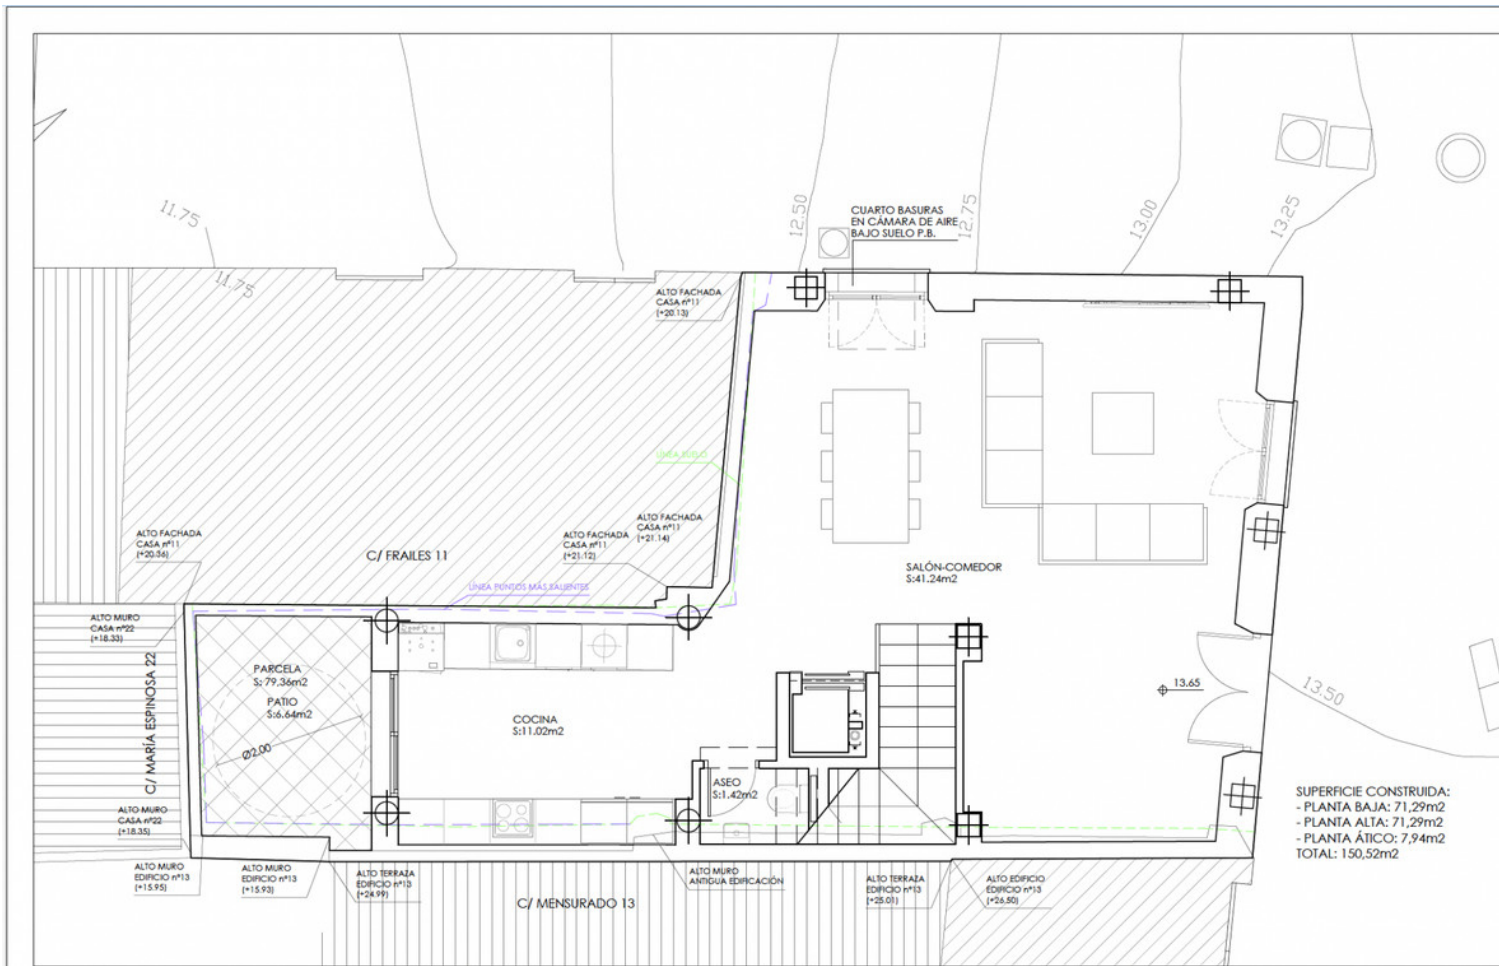 11.75
11.75
12.50
CUARTO BASURAS
EN CÁMARA DE AIRE
BAJO SUELO P.B.
12.75
13.00
13.25
ALTO FACHADA
CASA nº11
(+20.13)
LÍNEA SUELO
ALTO FACHADA
CASA nº11
(+20.36)
C/ FRAILES 11
ALTO FACHADA
CASA nº11
(+21.12)
ALTO FACHADA
CASA nº11
(+21.14)
LÍNEA PUNTOS MÁS SALIENTES
SALÓN-COMEDOR
S:41.24m2
ALTO MURO
CASA nº22
(+18.33)
C/ MARÍA ESPINOSA 22
PARCELA
S: 79,36m2
PATIO
S:6.64m2
Ø2.00
COCINA
S:11.02m2
13.65
13.50
ASEO
S:1.42m2
ALTO MURO
CASA nº22
(+18.35)
SUPERFICIE CONSTRUIDA:
- PLANTA BAJA: 71,29m2
- PLANTA ALTA: 71,29m2
- PLANTA ÁTICO: 7,94m2
TOTAL: 150,52m2
ALTO MURO
EDIFICIO nº13
(+15.95)
ALTO MURO
EDIFICIO nº13
(+15.93)
ALTO TERRAZA
EDIFICIO nº13
(+24.99)
C/ MENSURADO 13
ALTO MURO
ANTIGUA EDIFICACIÓN
ALTO TERRAZA
EDIFICIO nº13
(+25.01)
ALTO EDIFICIO
EDIFICIO nº13
(+26.50)